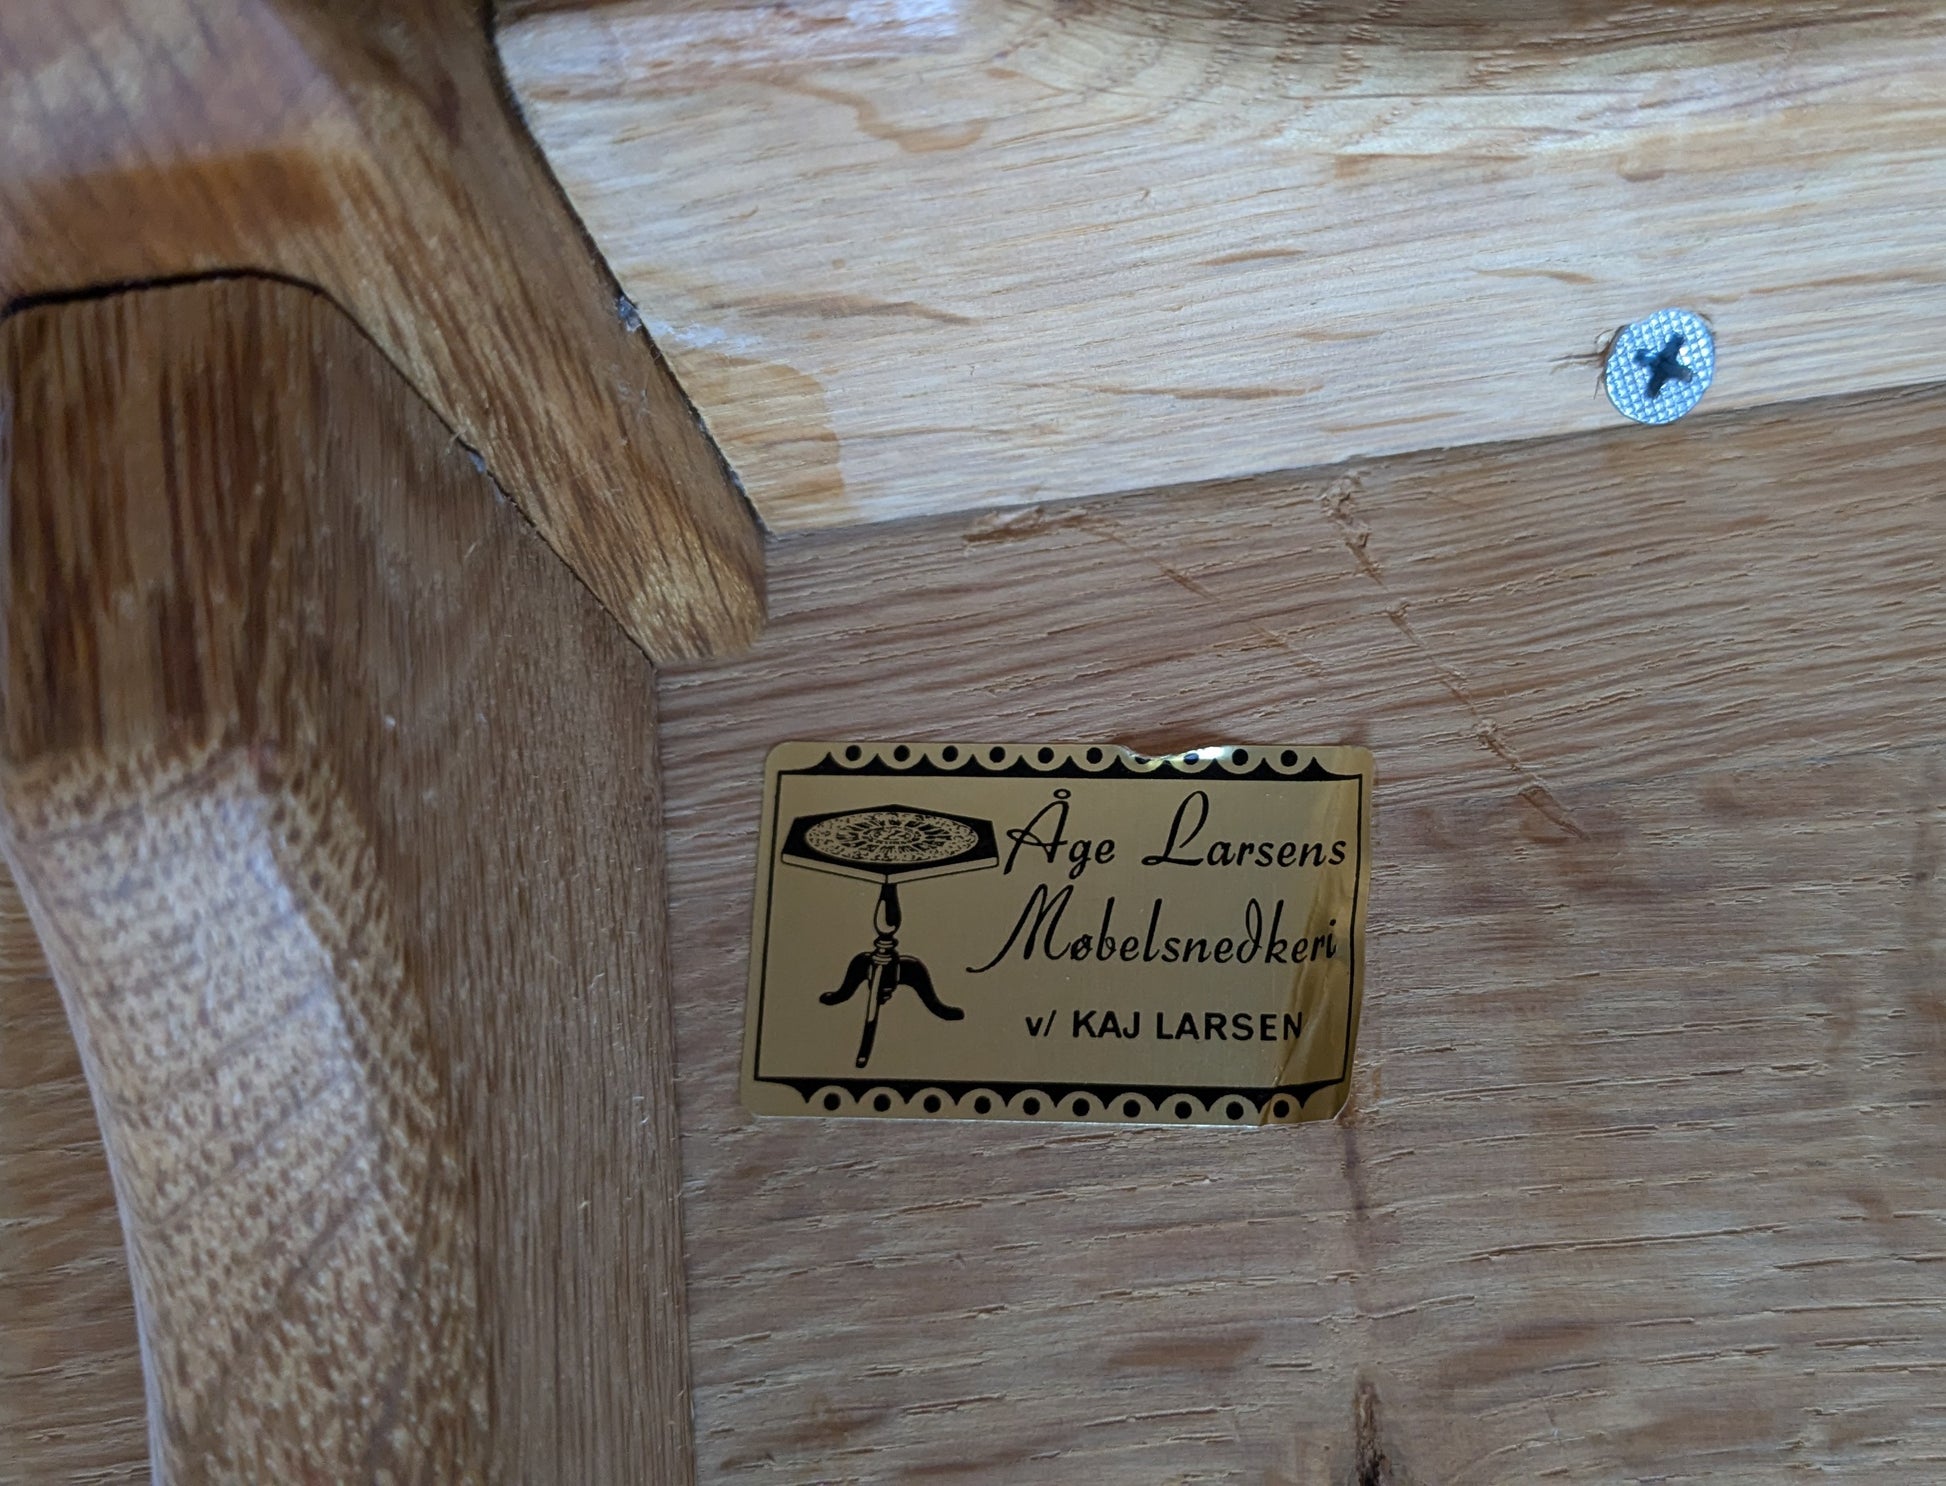 Åge Larsens
Møbelsnedkeri
v/ KAJ LARSEN